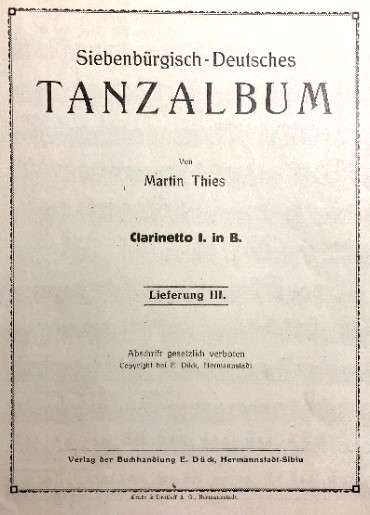 Siebenbürgisch-Deutsches
TANZALBUM
Von
Martin Thies
Clarinetto I. in B.
Lieferung III.
Abschrift gesetzlich verboten
Copyright bei E. Dück, Hermannstadt
Verlag der Buchhandlung E. Dück, Hermannstadt-Sibiu
A. G., Hermannstadt.